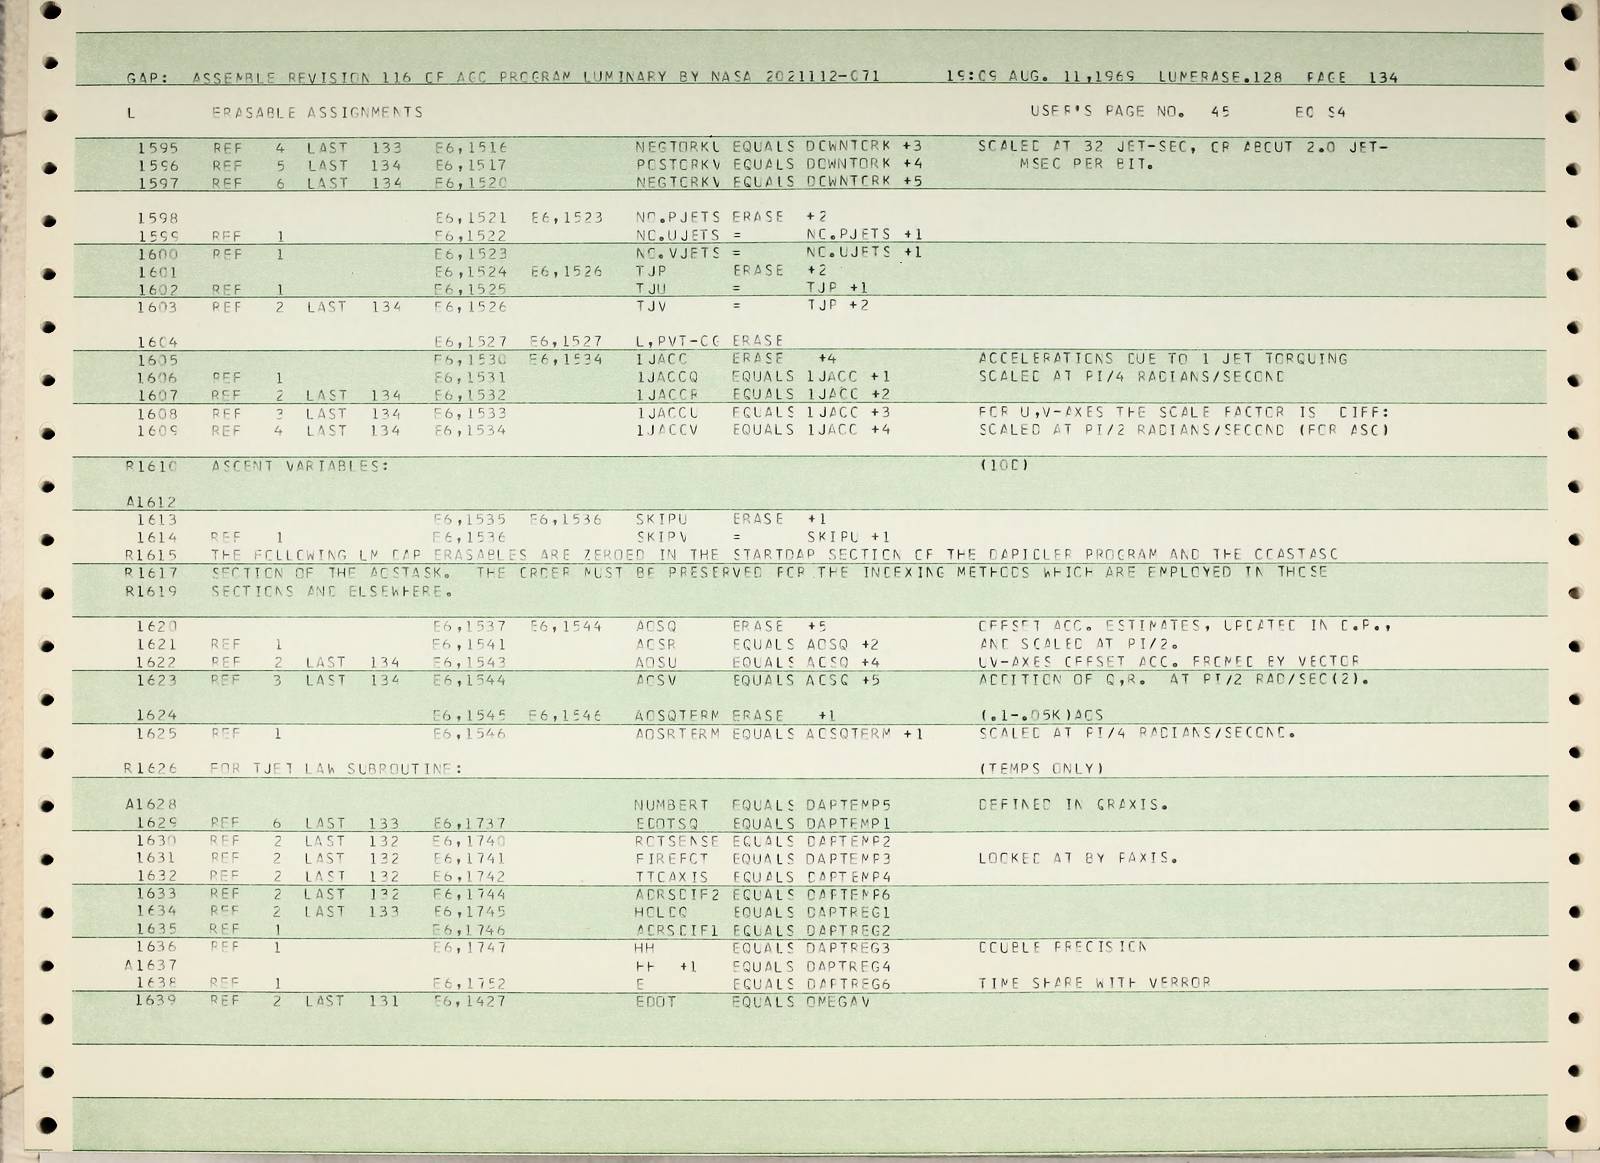 GAP: ASSEMBLE REVISION 116 OF AGC PROGRAM LUMINARY BY NASA 2021112-071 19:09 AUG. 11,1969 LUMERASE.128 PAGE 134
L ERASABLE ASSIGNMENTS USER'S PAGE NO. 45 E0 S4
1595 REF 4 LAST 133 E6,1516 NEGTORKU EQUALS DOWNTORK +3 SCALED AT 32 JET-SEC, OR ABOUT 2.0 JET-
1596 REF 5 LAST 134 E6,1517 POSTORKV EQUALS DOWNTORK +4 MSEC PER BIT.
1597 REF 6 LAST 134 E6,1520 NEGTORKV EQUALS DOWNTORK +5
1598 E6,1521 E6,1523 NO.PJETS ERASE +2
1599 REF 1 E6,1522 NO.UJETS = NO.PJETS +1
1600 REF 1 E6,1523 NO.VJETS = NO.UJETS +1
1601 E6,1524 E6,1526 TJP ERASE +2
1602 REF 1 E6,1525 TJU = TJP +1
1603 REF 2 LAST 134 E6,1526 TJV = TJP +2
1604 E6,1527 E6,1527 L,PVT-CG ERASE
1605 E6,1530 E6,1534 1JACC ERASE +4 ACCELERATIONS DUE TO 1 JET TORQUING
1606 REF 1 E6,1531 1JACCQ EQUALS 1JACC +1 SCALED AT PI/4 RADIANS/SECOND
1607 REF 2 LAST 134 E6,1532 1JACCR EQUALS 1JACC +2
1608 REF 3 LAST 134 E6,1533 1JACCU EQUALS 1JACC +3 FOR U,V-AXES THE SCALE FACTOR IS DIFF:
1609 REF 4 LAST 134 E6,1534 1JACCV EQUALS 1JACC +4 SCALED AT PI/2 RADIANS/SECOND (FOR ASC)
R1610 ASCENT VARIABLES: (10D)
A1612
1613 E6,1535 E6,1536 SKIPU ERASE +1
1614 REF 1 E6,1536 SKIPV = SKIPU +1
R1615 THE FOLLOWING LM DAP ERASABLES ARE ZEROED IN THE STARTDAP SECTION OF THE DAPIDLER PROGRAM AND THE COASTASC
R1617 SECTION OF THE AOSTASK. THE ORDER MUST BE PRESERVED FOR THE INDEXING METHODS WHICH ARE EMPLOYED IN THOSE
R1619 SECTIONS AND ELSEWHERE.
1620 E6,1537 E6,1544 AOSQ ERASE +5 OFFSET ACC. ESTIMATES, UPDATED IN D.P.,
1621 REF 1 E6,1541 AOSR EQUALS AOSQ +2 AND SCALED AT PI/2.
1622 REF 2 LAST 134 E6,1543 AOSU EQUALS AOSQ +4 UV-AXES OFFSET ACC. FROMED BY VECTOR
1623 REF 3 LAST 134 E6,1544 AOSV EQUALS AOSQ +5 ADDITION OF Q,R. AT PI/2 RAD/SEC(2).
1624 E6,1545 E6,1546 AOSQTERM ERASE +1 (.1-.05K)AOS
1625 REF 1 E6,1546 AOSRTERM EQUALS AOSQTERM +1 SCALED AT PI/4 RADIANS/SECOND.
R1626 FOR TJET LAW SUBROUTINE: (TEMPS ONLY)
A1628 NUMBERT EQUALS DAPTEMP5 DEFINED IN QRAXIS.
1629 REF 6 LAST 133 E6,1737 EDOTSQ EQUALS DAPTEMP1
1630 REF 2 LAST 132 E6,1740 ROTSENSE EQUALS DAPTEMP2
1631 REF 2 LAST 132 E6,1741 FIREFCT EQUALS DAPTEMP3 LOOKED AT BY PAXIS.
1632 REF 2 LAST 132 E6,1742 TTOAXIS EQUALS DAPTEMP4
1633 REF 2 LAST 132 E6,1744 ADRSDIF2 EQUALS DAPTEMP6
1634 REF 2 LAST 133 E6,1745 HOLDQ EQUALS DAPTREG1
1635 REF 1 E6,1746 ADRSDIF1 EQUALS DAPTREG2
1636 REF 1 E6,1747 HH EQUALS DAPTREG3 DOUBLE PRECISION
A1637 HH +1 EQUALS DAPTREG4
1638 REF 1 E6,1752 E EQUALS DAPTREG6 TIME SHARE WITH VERROR
1639 REF 2 LAST 131 E6,1427 EDOT EQUALS OMEGAV